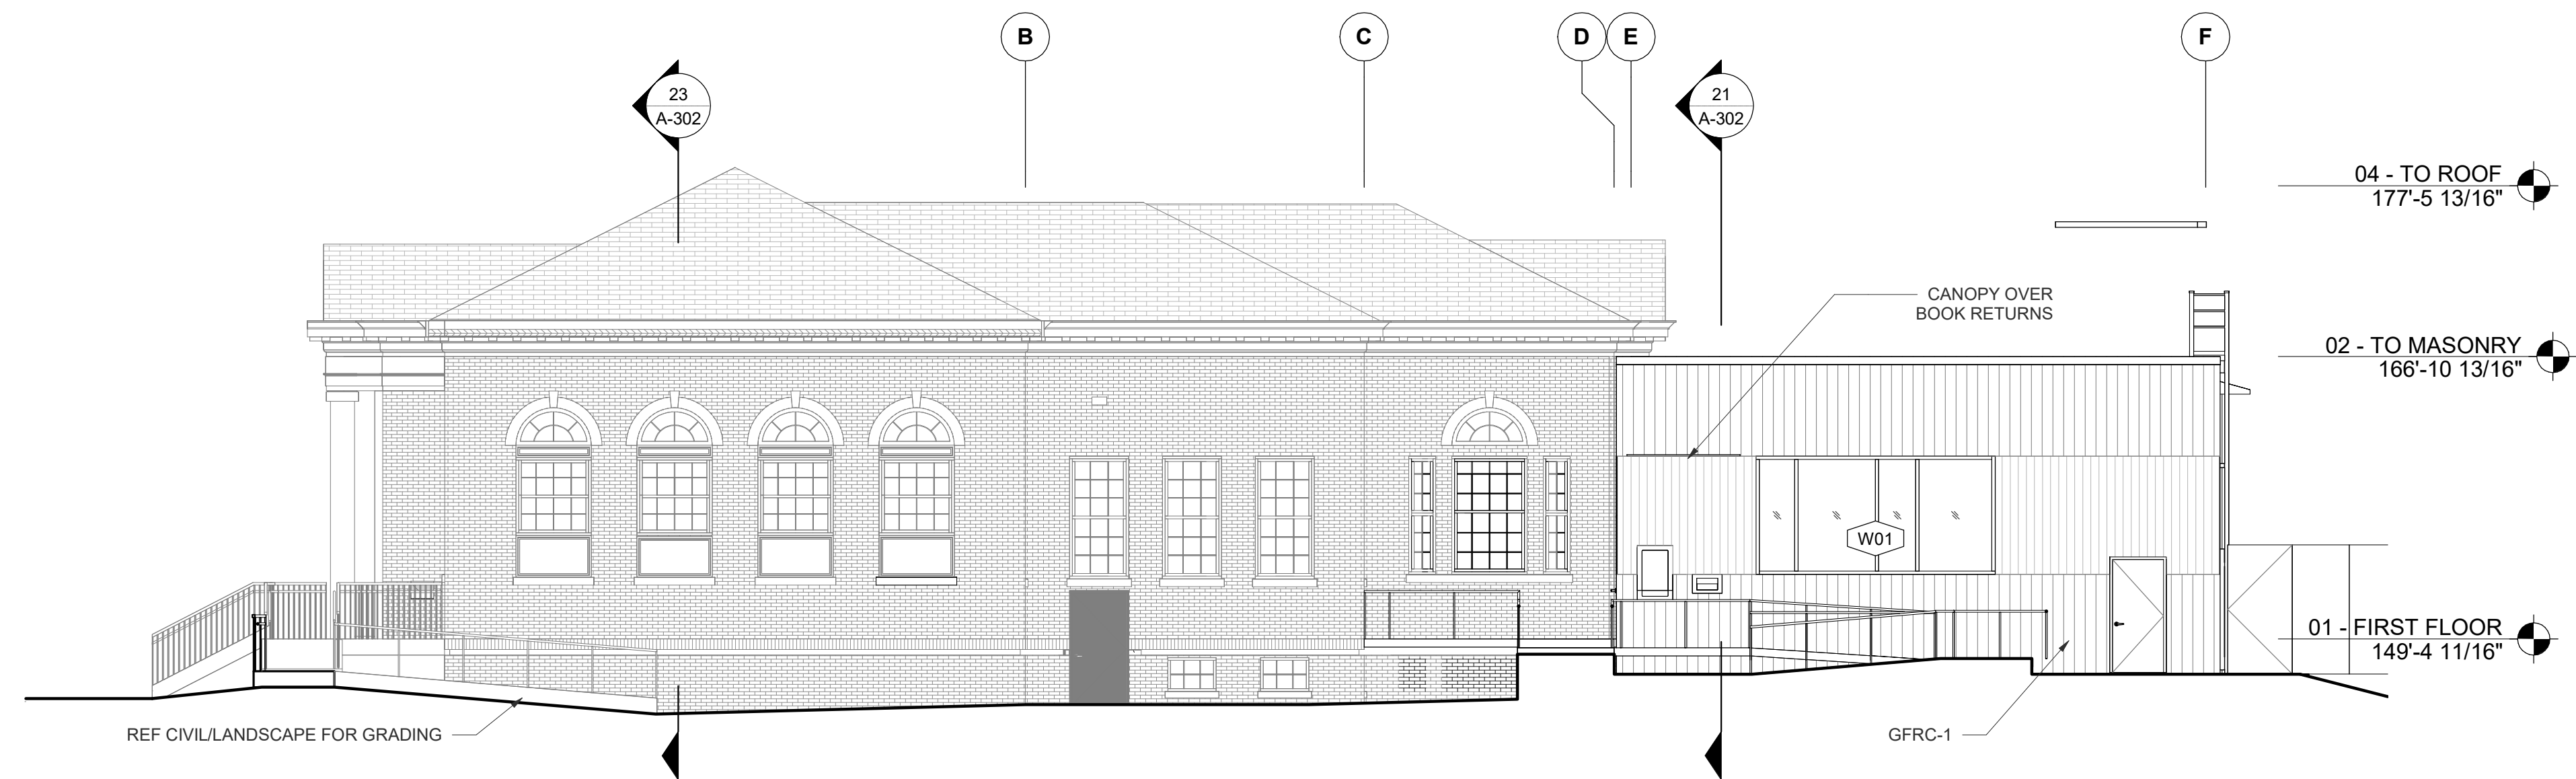 B
C
D
E
F
23
A-302
21
A-302
04 - TO ROOF
177'-5 13/16"
CANOPY OVER
BOOK RETURNS
02 - TO MASONRY
166'-10 13/16"
W01
01 - FIRST FLOOR
149'-4 11/16"
REF CIVIL/LANDSCAPE FOR GRADING
GFRC-1